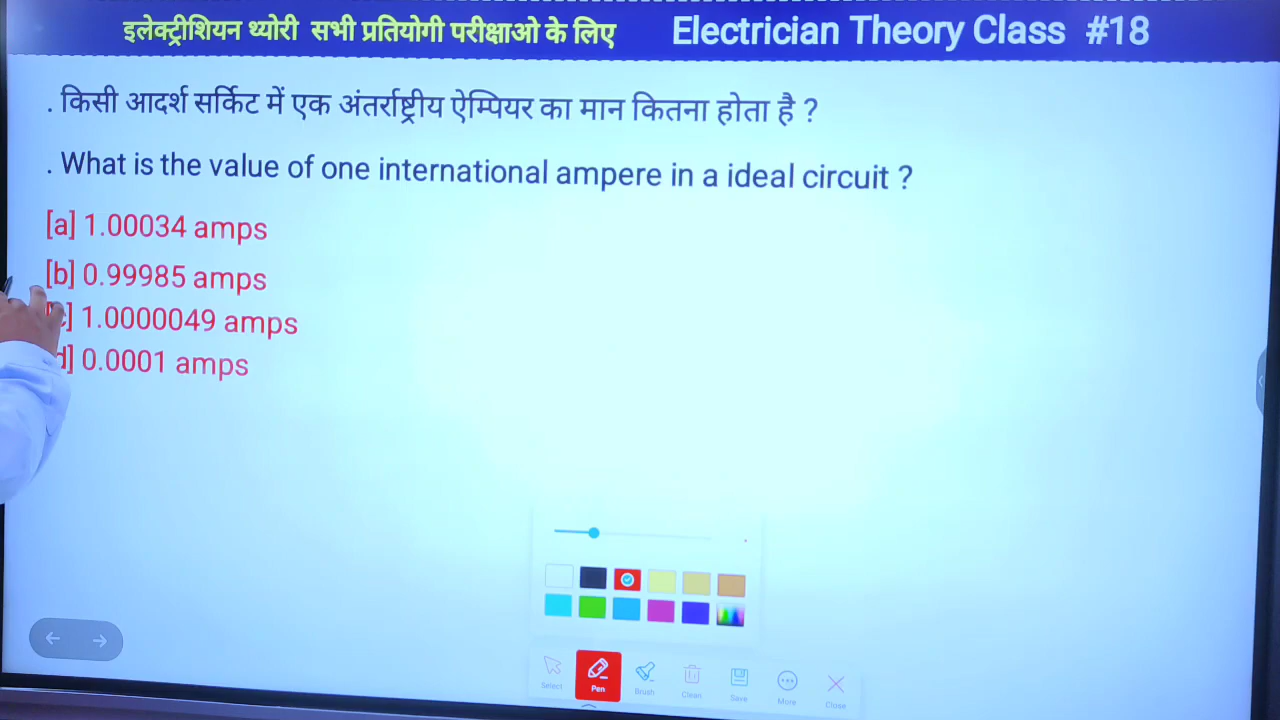 इलेक्ट्रीशियन थ्योरी सभी प्रतियोगी परीक्षाओ के लिए Electrician Theory Class #18
. किसी आदर्श सर्किट में एक अंतर्राष्ट्रीय ऐम्पियर का मान कितना होता है ?
. What is the value of one international ampere in a ideal circuit ?
[a] 1.00034 amps
[b] 0.99985 amps
c] 1.0000049 amps
d] 0.0001 amps
Select Pen Brush Clean Save More Close